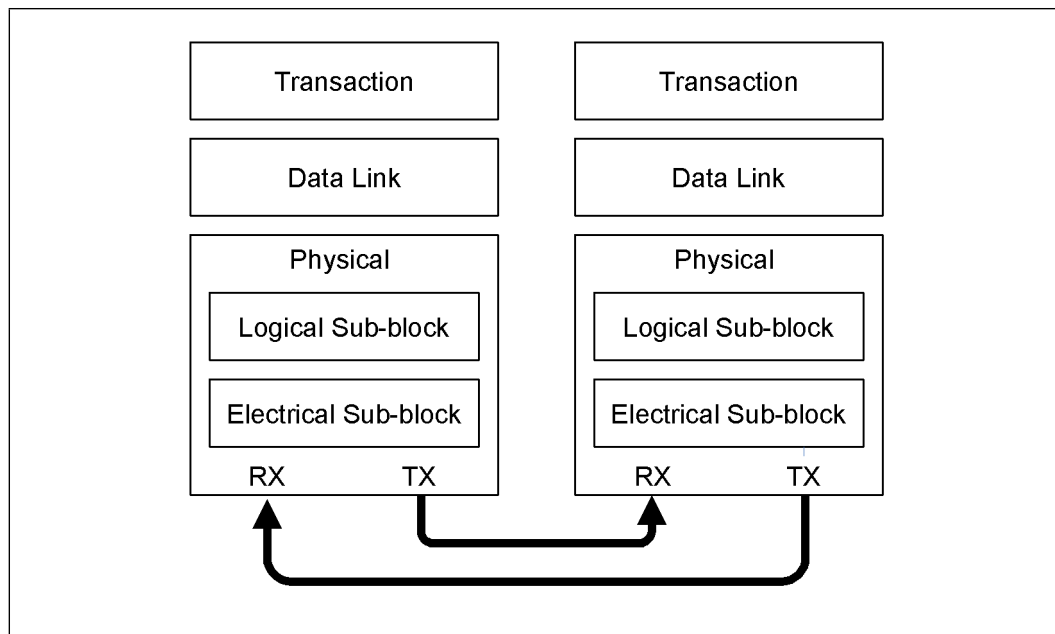 Transaction
Data Link
Physical
Logical Sub-block
Electrical Sub-block
RX TX
Transaction
Data Link
Physical
Logical Sub-block
Electrical Sub-block
RX TX